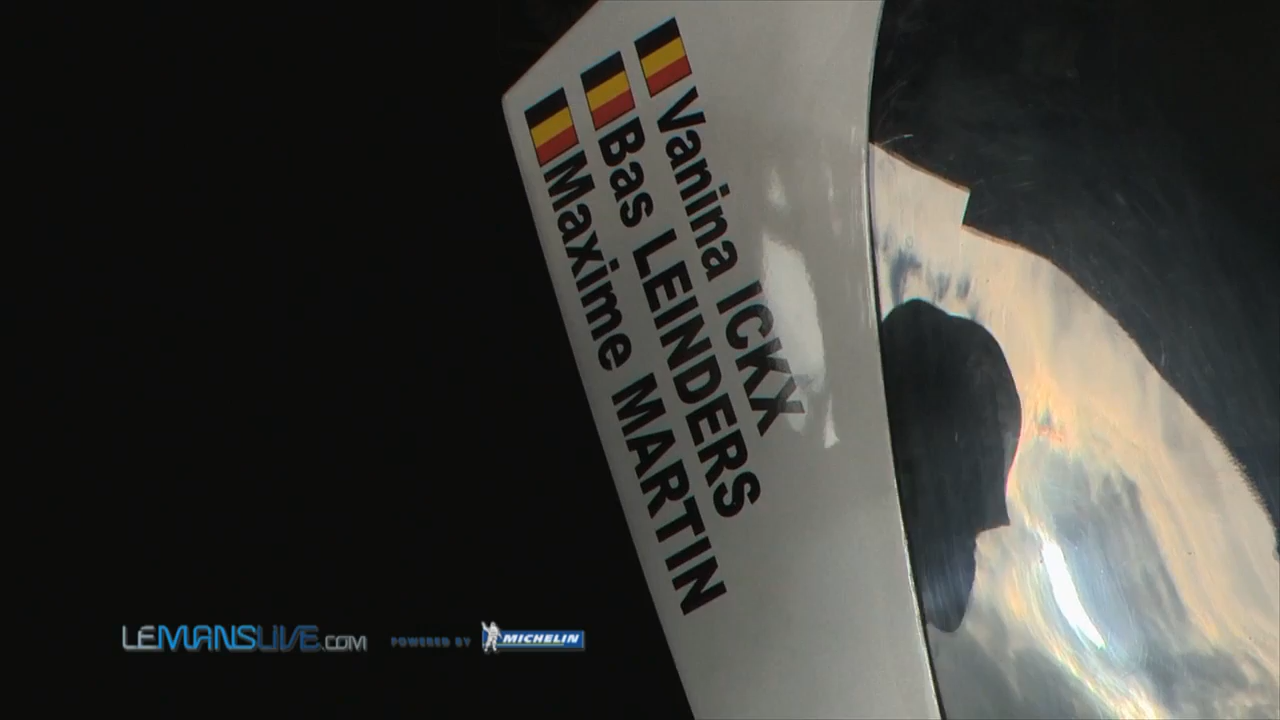 Vanina ICKX
Bas LEINDERS
Maxime MARTIN
LEMANSLIVE.COM POWERED BY MICHELIN